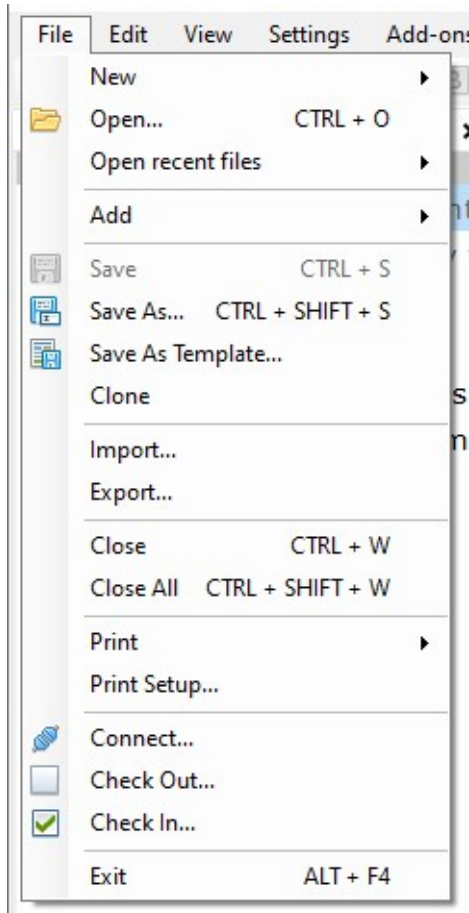 File Edit View Settings Add-ons
New
Open... CTRL + O
Open recent files
Add
Save CTRL + S
Save As... CTRL + SHIFT + S
Save As Template...
Clone
Import...
Export...
Close CTRL + W
Close All CTRL + SHIFT + W
Print
Print Setup...
Connect...
Check Out...
Check In...
Exit ALT + F4